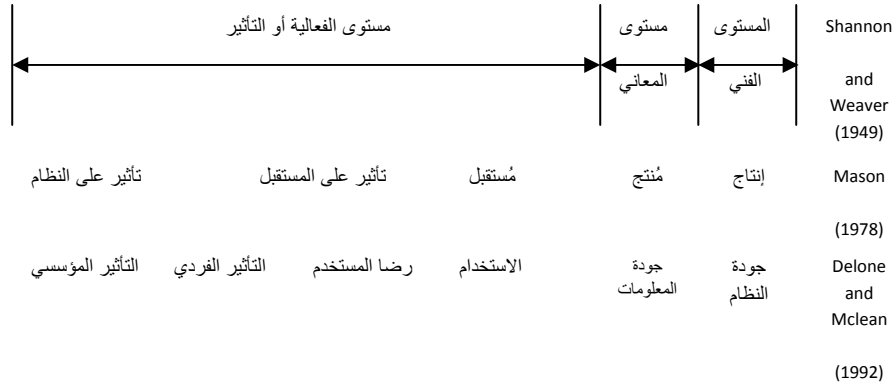 Shannon المستوى مستوى مستوى الفعالية أو التأثير
and الفني المعاني
Weaver
(1949)
Mason إنتاج مُنتج مُستقبل تأثير على المستقبل تأثير على النظام
(1978)
Delone جودة جودة الاستخدام رضا المستخدم التأثير الفردي التأثير المؤسسي
and النظام المعلومات
Mclean
(1992)